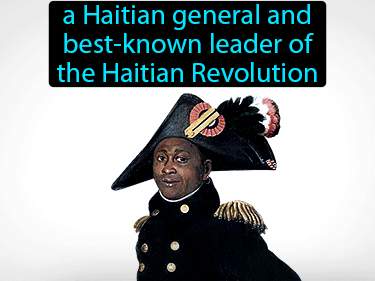 a Haitian general and
best-known leader of
the Haitian Revolution